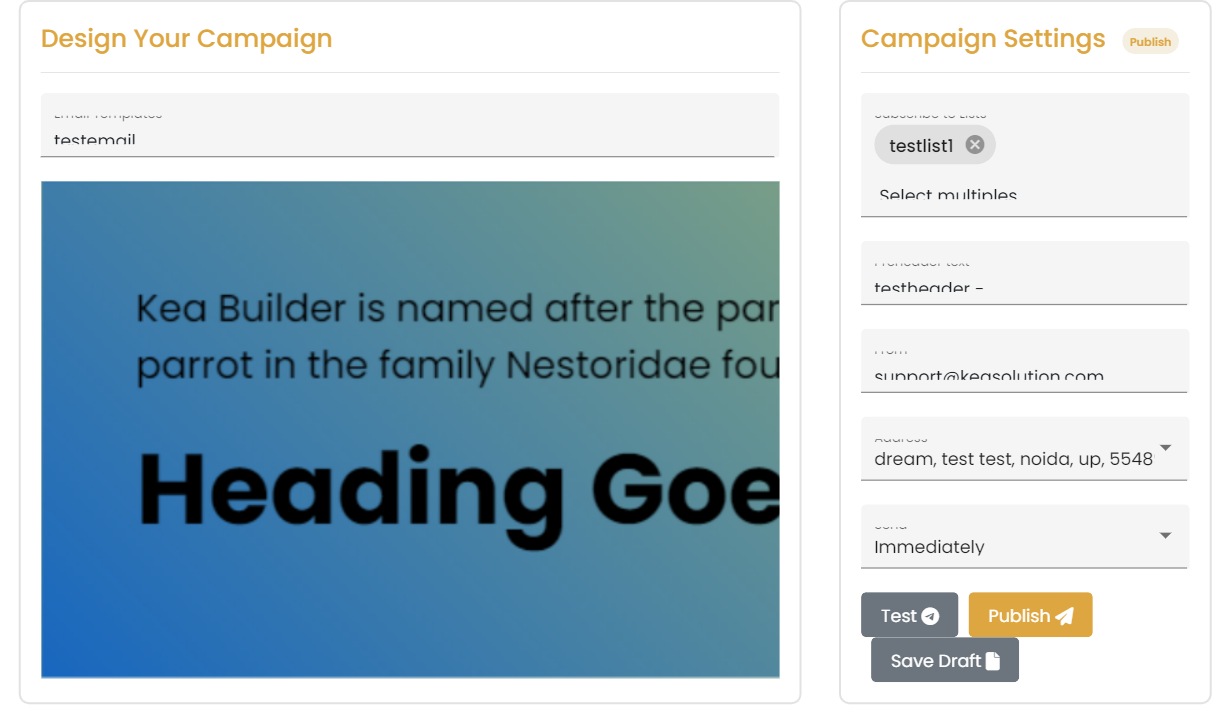 Design Your Campaign
Email Templates
testemail
Kea Builder is named after the par
parrot in the family Nestoridae fou
Heading Goe
Campaign Settings Publish
Subscribe to Lists
testlist1
Select multiples
Preheader text
testheader -
From
support@keasolution.com
Address
dream, test test, noida, up, 5548
Send
Immediately
Test
Publish
Save Draft